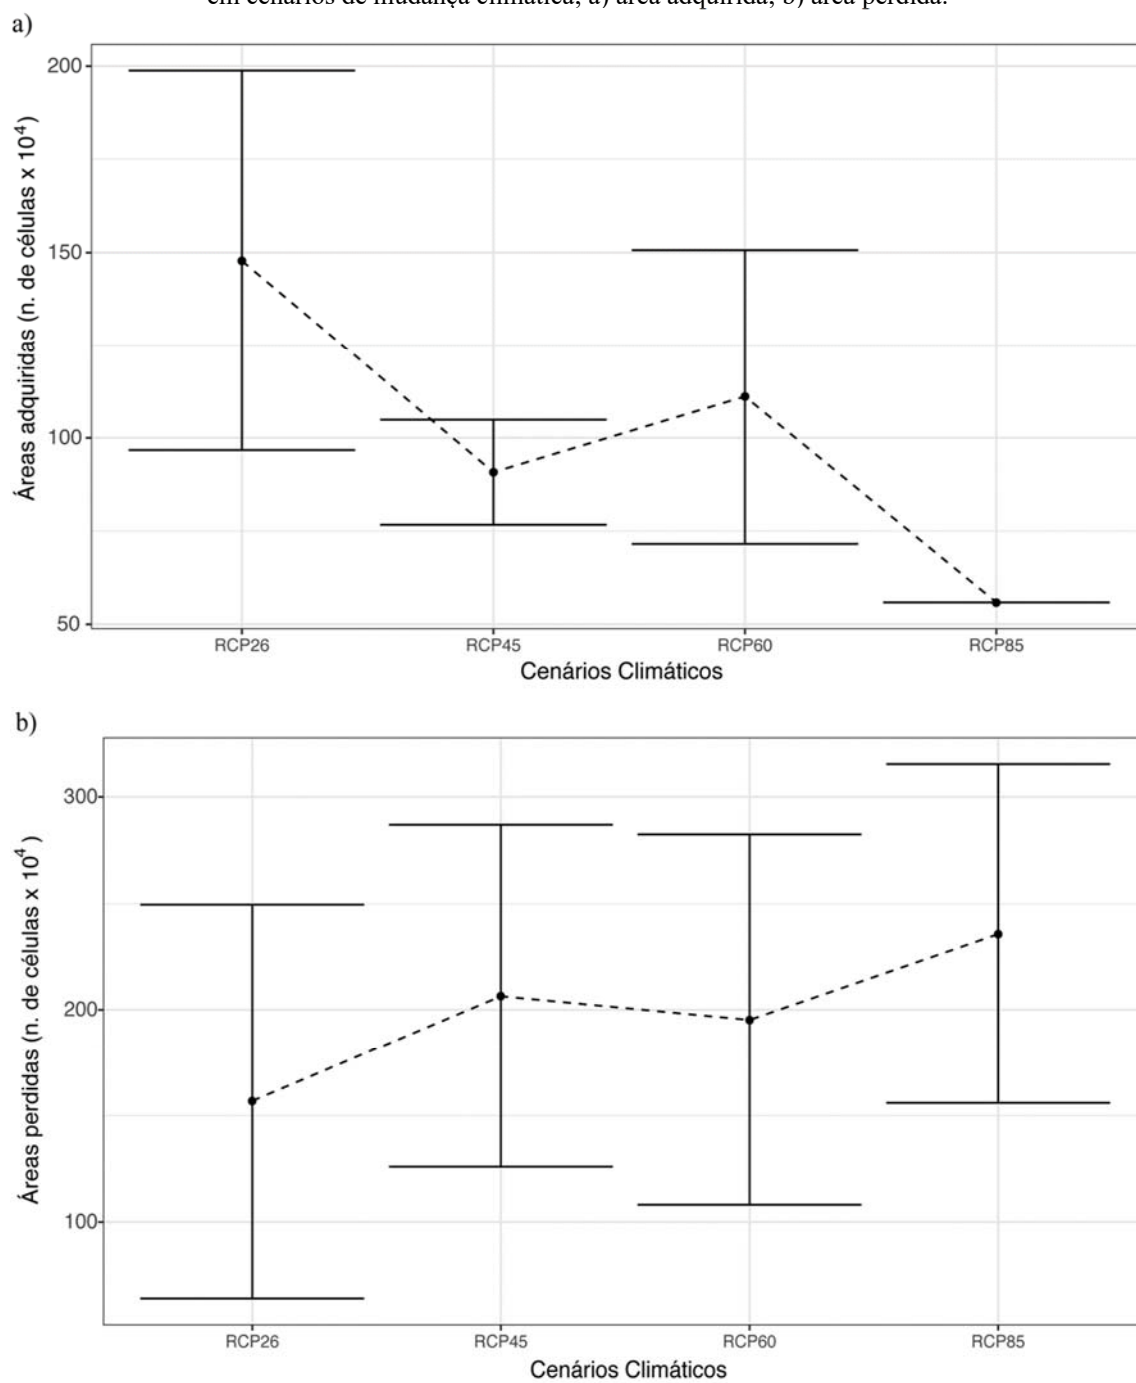 em cenários de mudança climática, a) área adquirida; b) área perdida.
a)
200
150
100
50
Áreas adquiridas (n. de células x 10⁴)
RCP26 RCP45 RCP60 RCP85
Cenários Climáticos
b)
300
200
100
Áreas perdidas (n. de células x 10⁴)
RCP26 RCP45 RCP60 RCP85
Cenários Climáticos